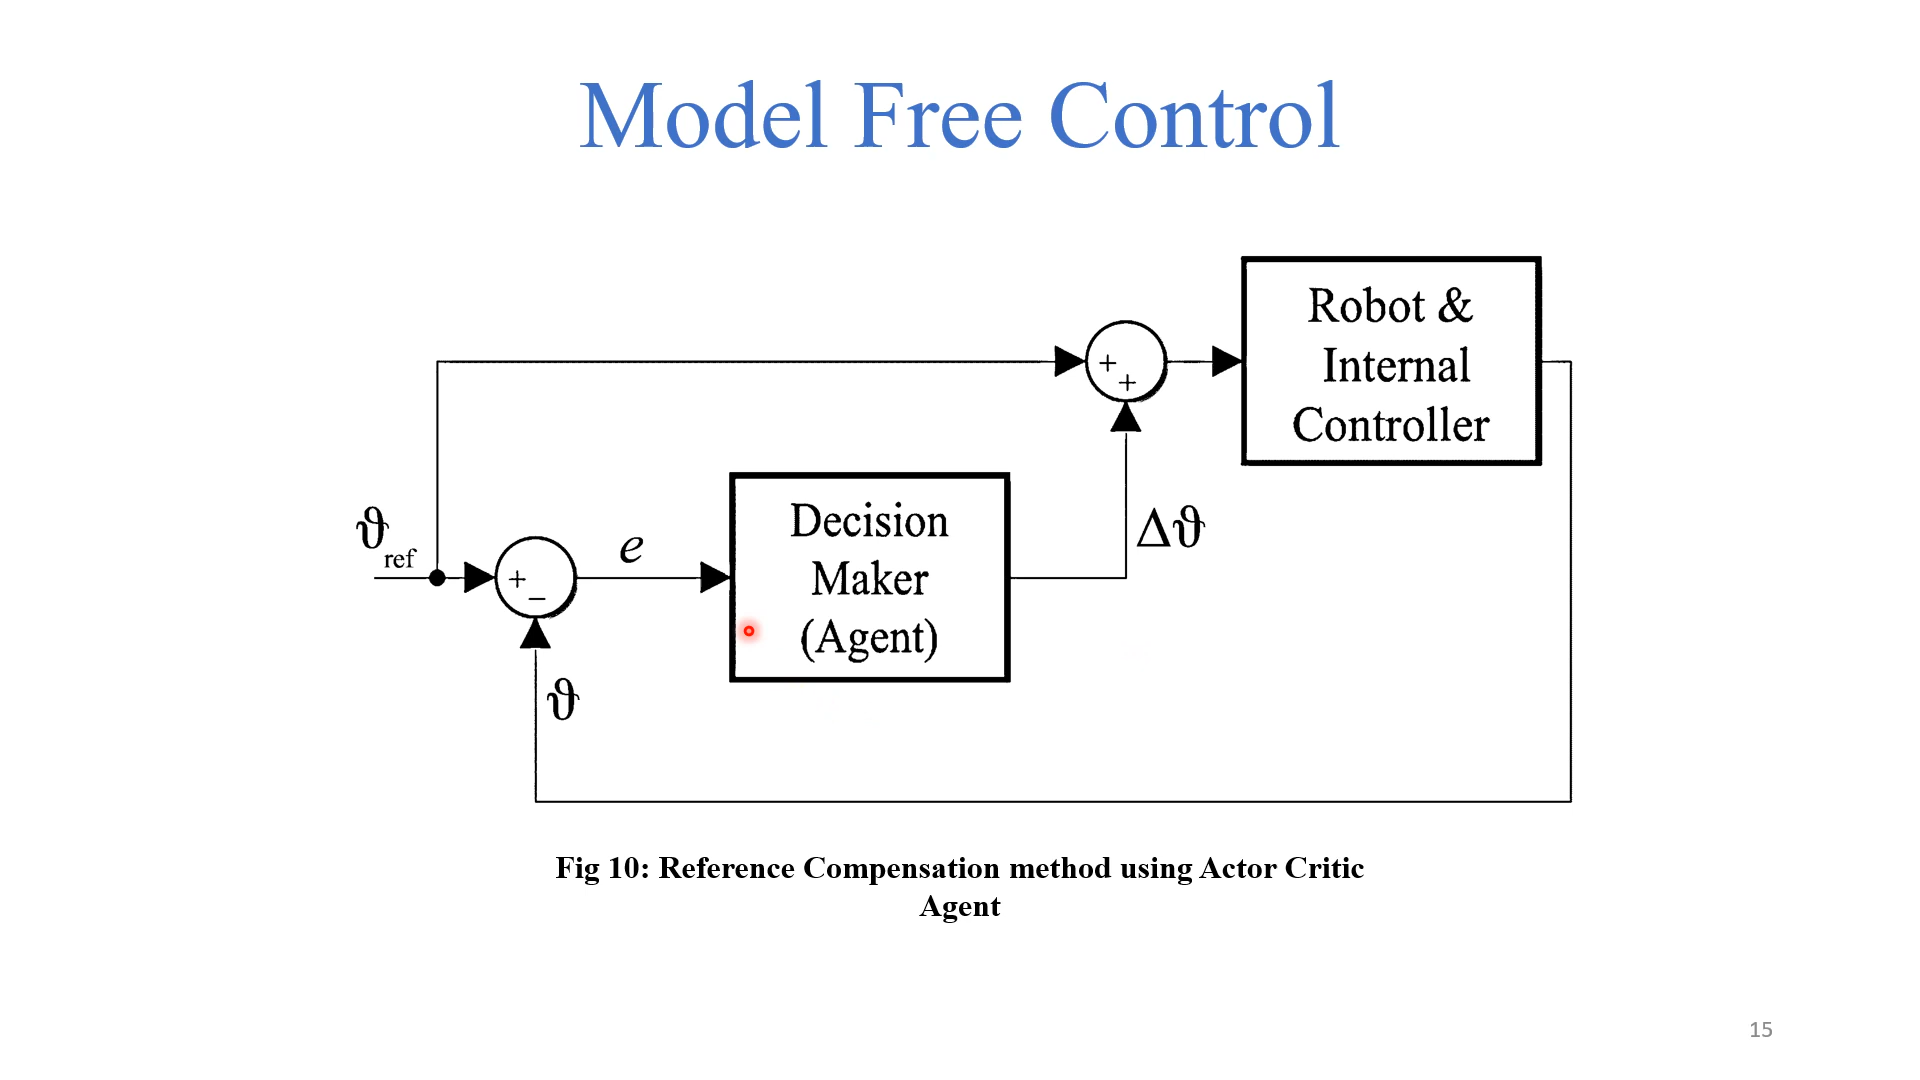 Model Free Control
Robot &
Internal
Controller
+
+
Decision
Maker
(Agent)
Δϑ
ϑref
e
+
−
ϑ
Fig 10: Reference Compensation method using Actor Critic
Agent
15